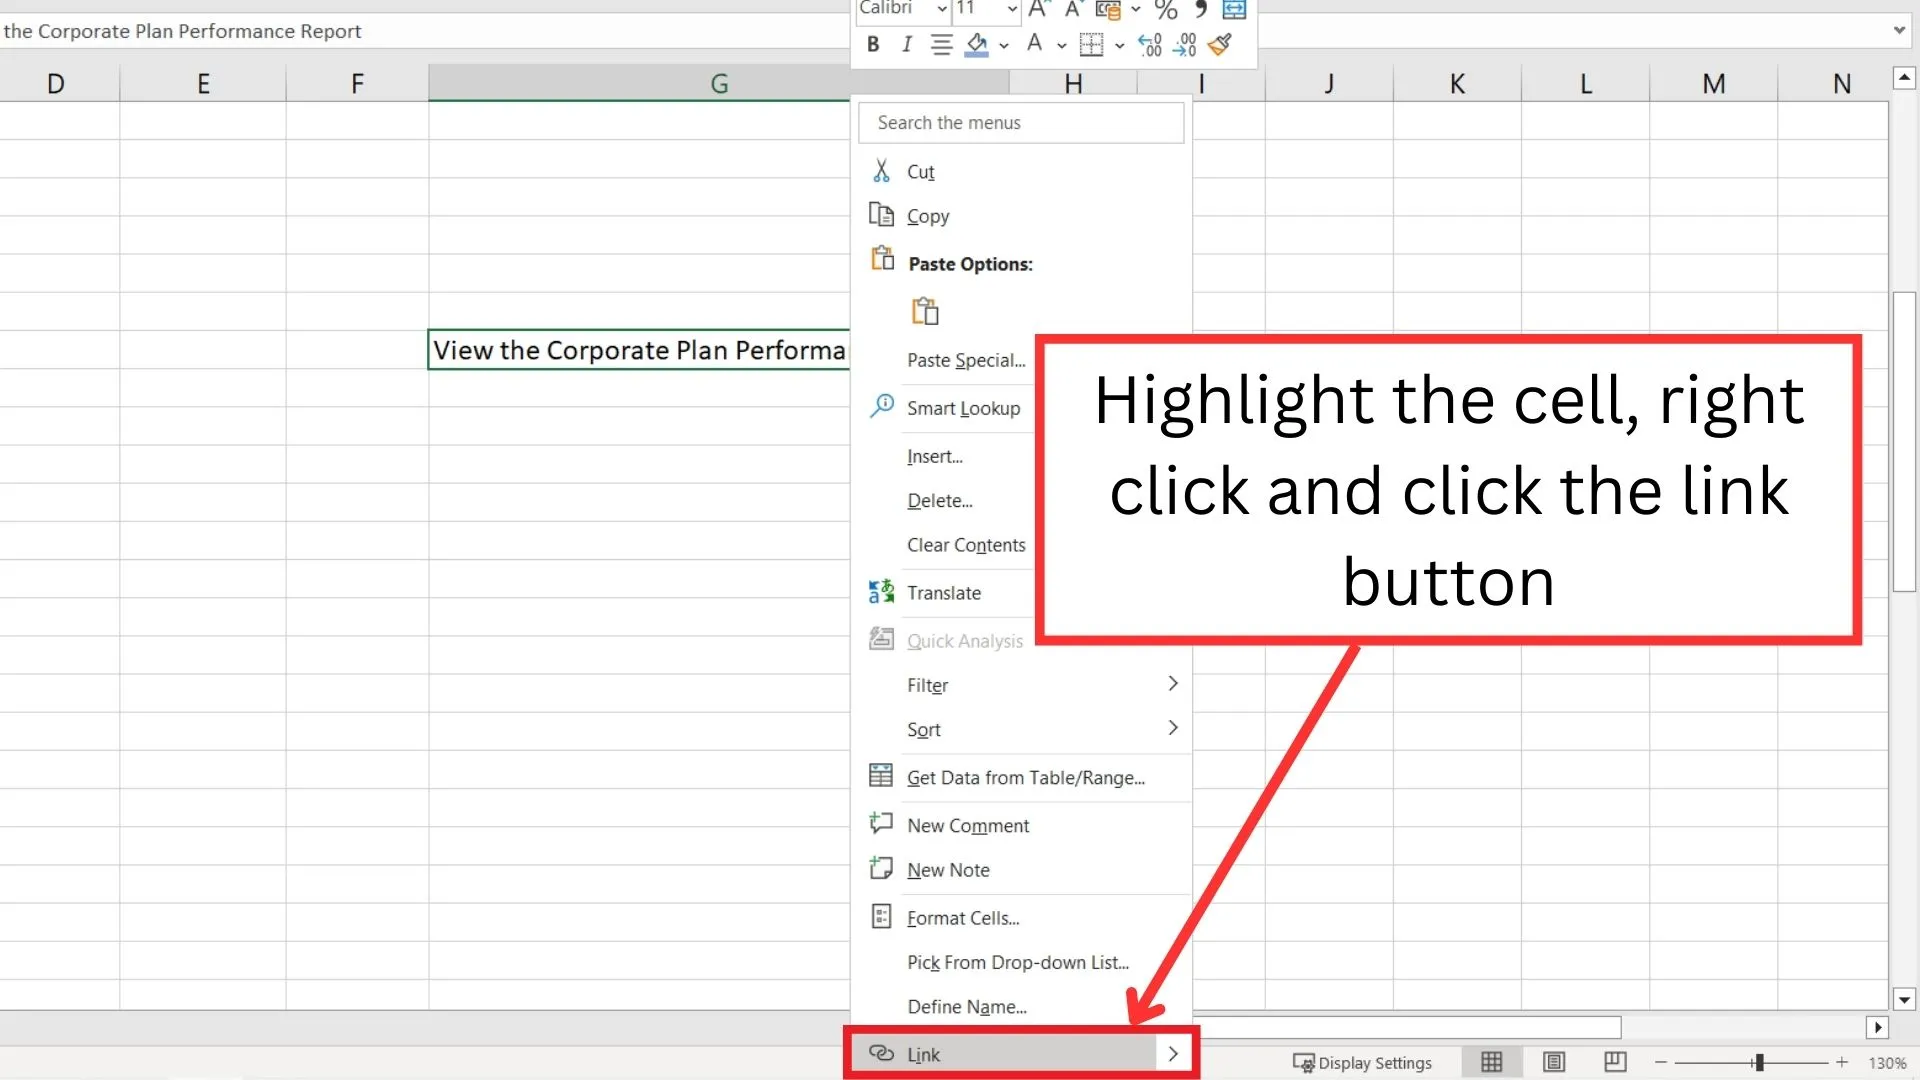 Calibri 11 A A %
the Corporate Plan Performance Report
B I A .00 .00
D E F G H I J K L M N
Search the menus
Cut
Copy
Paste Options:
View the Corporate Plan Performa
Paste Special...
Smart Lookup
Insert...
Delete...
Clear Contents
Translate
Quick Analysis
Filter
Sort
Get Data from Table/Range...
New Comment
New Note
Format Cells...
Pick From Drop-down List...
Define Name...
Link
Highlight the cell, right
click and click the link
button
Display Settings
130%